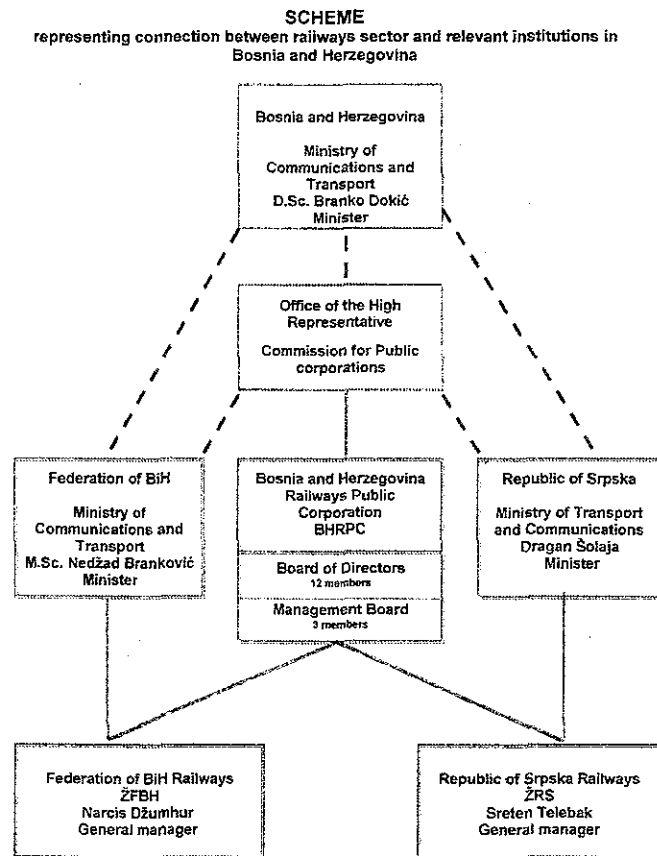 SCHEME
representing connection between railways sector and relevant institutions in
Bosnia and Herzegovina
Bosnia and Herzegovina
Ministry of
Communications and
Transport
D.Sc. Branko Dokić
Minister
Office of the High
Representative
Commission for Public
corporations
Federation of BiH
Ministry of
Communications and
Transport
M.Sc. Nedžad Branković
Minister
Bosnia and Herzegovina
Railways Public
Corporation
BHRPC
Board of Directors
12 members
Management Board
3 members
Republic of Srpska
Ministry of Transport
and Communications
Dragan Šolaja
Minister
Federation of BiH Railways
ŽFBH
Narcis Džumhur
General manager
Republic of Srpska Railways
ŽRS
Sreten Telebak
General manager